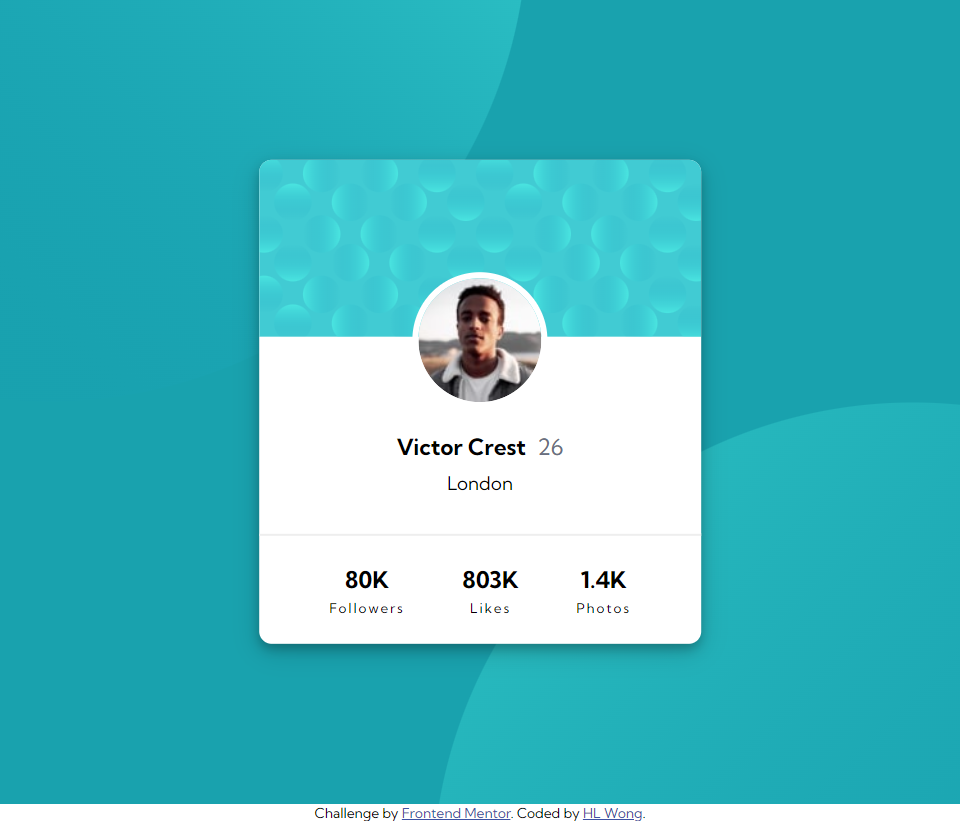 Victor Crest 26
London
80K 803K 1.4K
Followers Likes Photos
Challenge by Frontend Mentor. Coded by HL Wong.